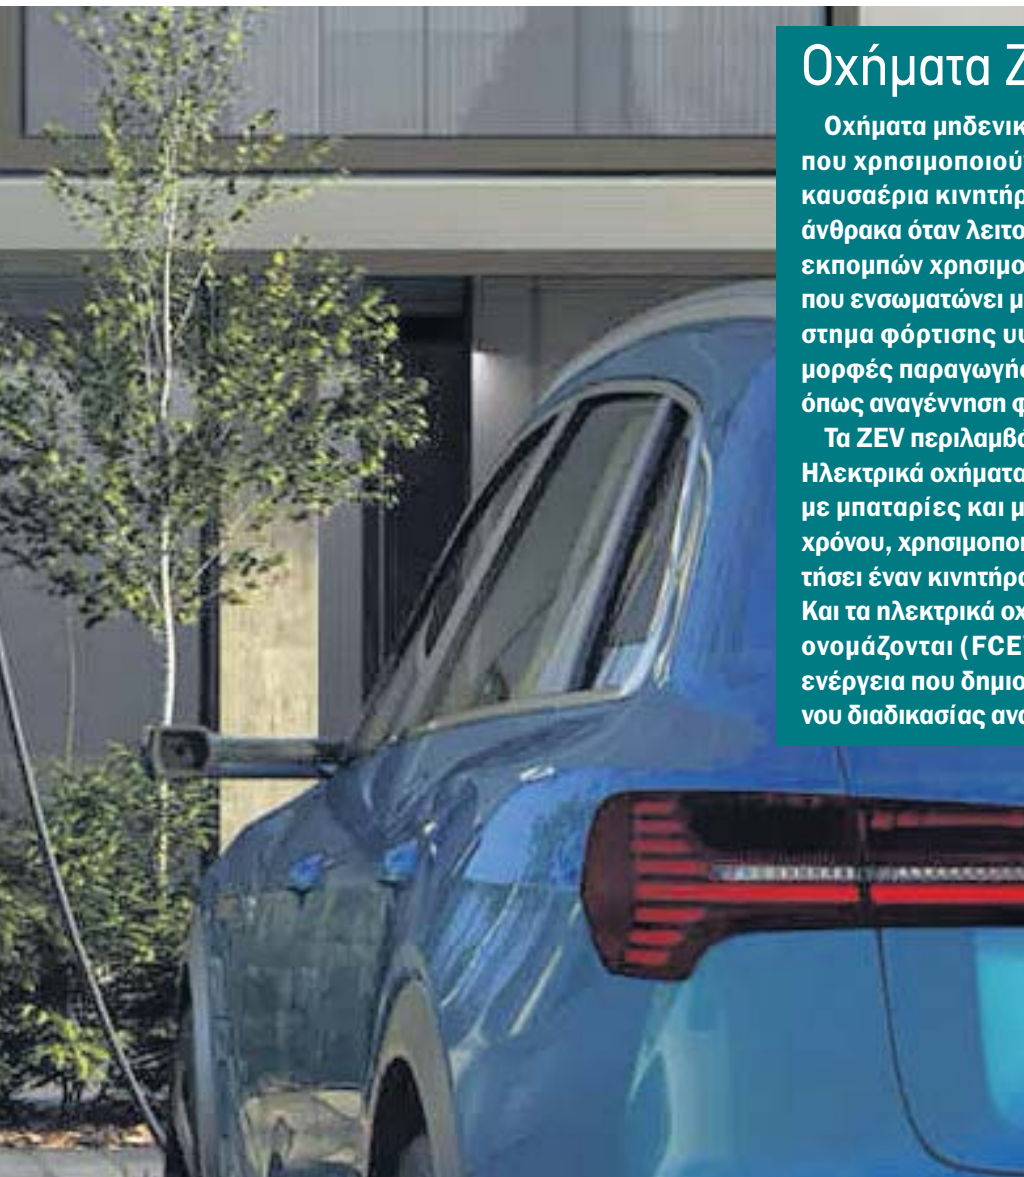 Οχήματα Z
Οχήματα μηδενικ
που χρησιμοποιού
καυσαέρια κινητήρ
άνθρακα όταν λειτο
εκπομπών χρησιμο
που ενσωματώνει μ
στημα φόρτισης υ
μορφές παραγωγής
όπως αναγέννηση φ
Τα ZEV περιλαμβά
Ηλεκτρικά οχήματα
με μπαταρίες και μ
χρόνου, χρησιμοποι
τήσει έναν κινητήρα
Και τα ηλεκτρικά οχ
ονομάζονται (FCE
ενέργεια που δημιο
νου διαδικασίας ανα